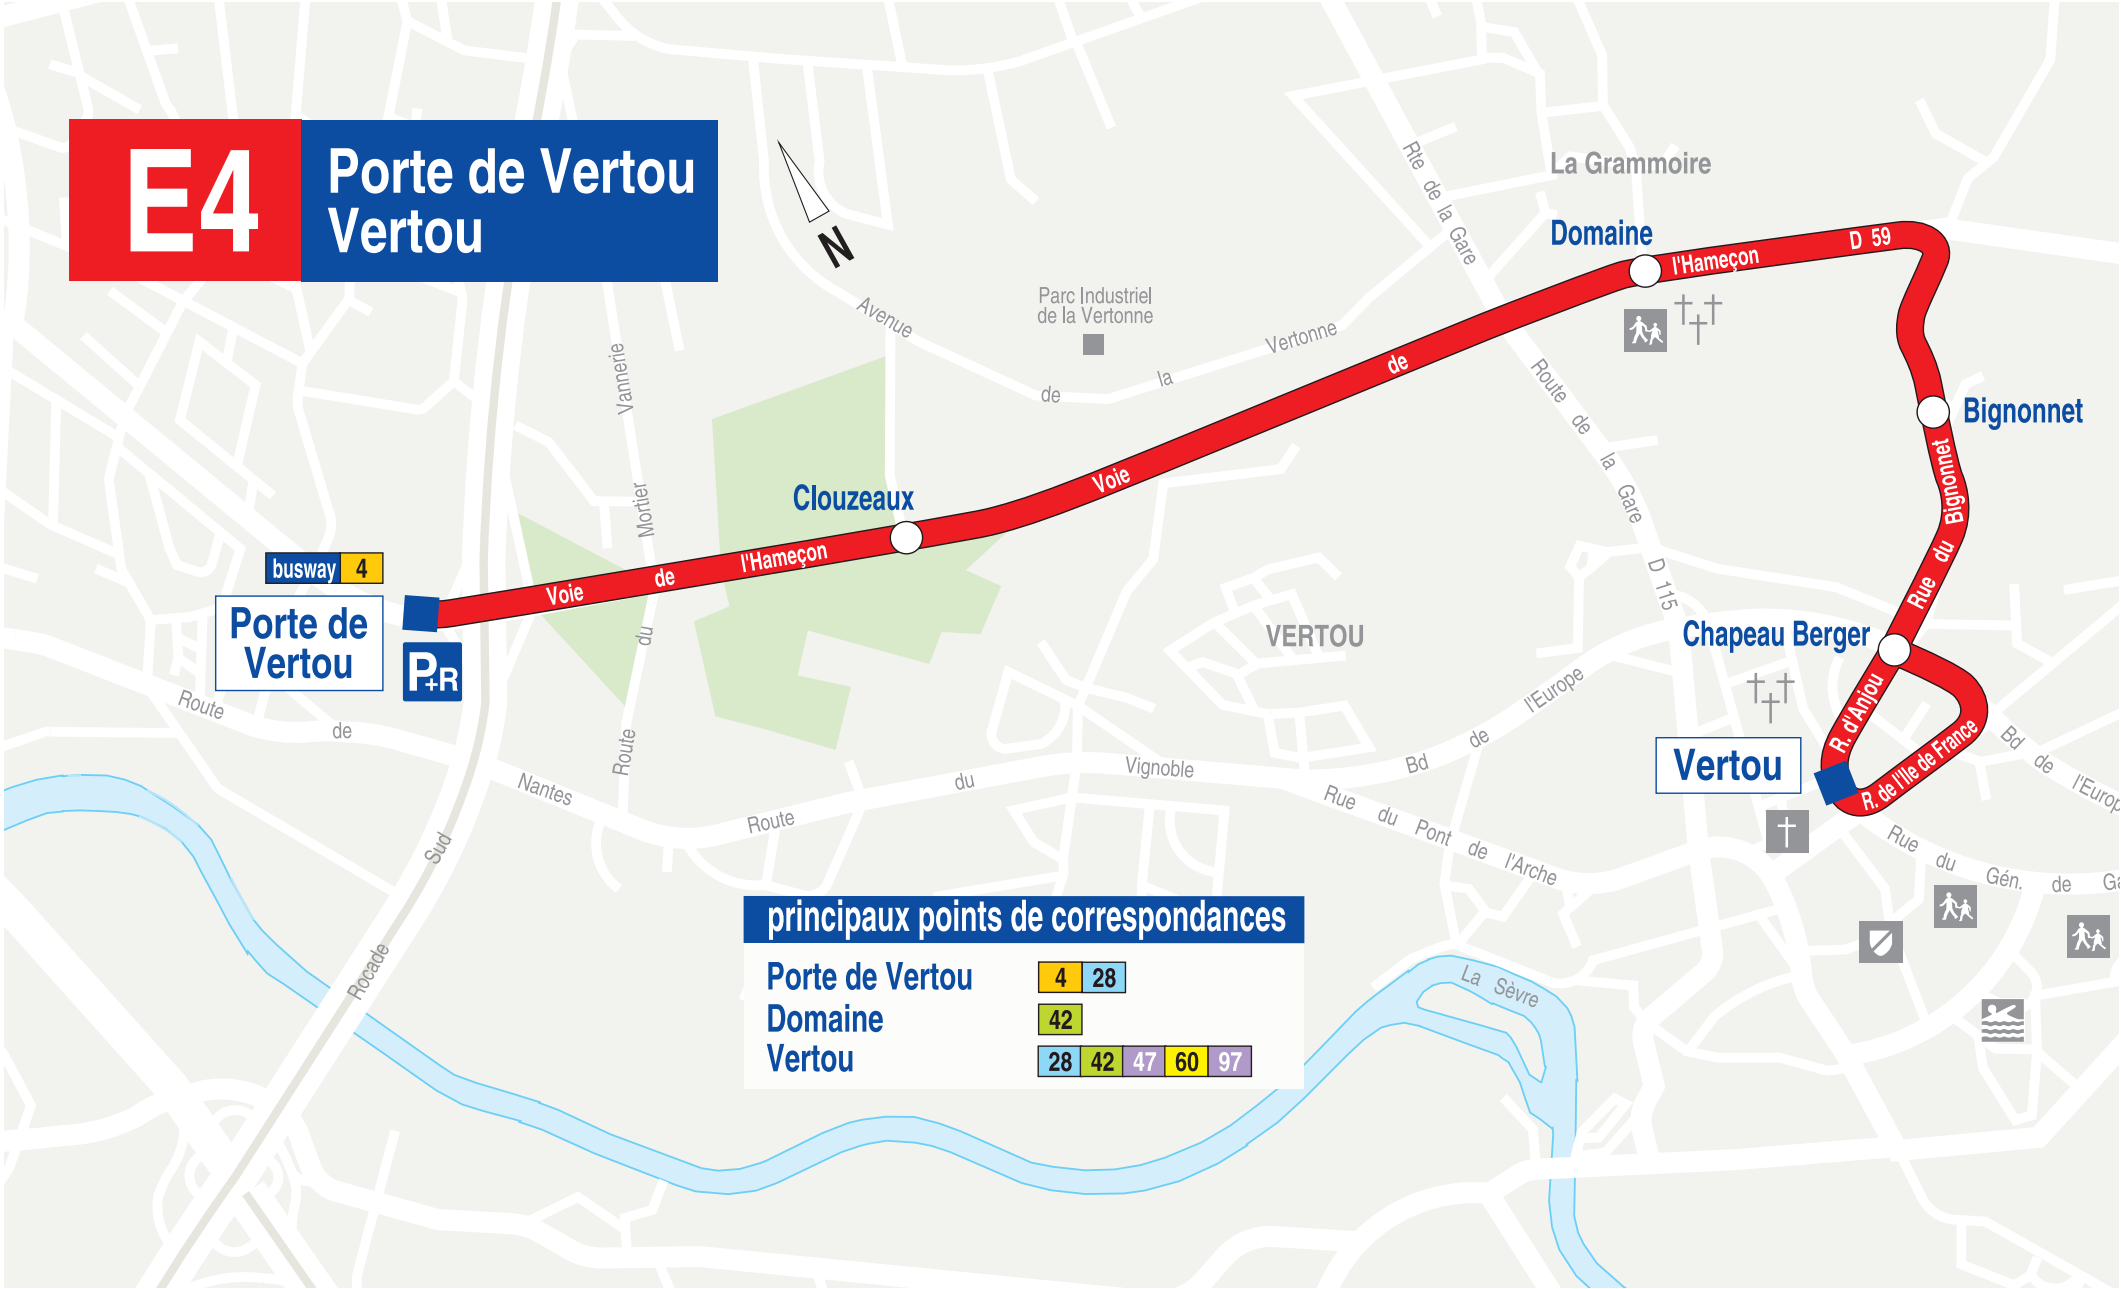 E4
Porte de Vertou
Vertou
N
La Grammoire
Rte de la Gare
Domaine
l'Hameçon
D 59
Parc Industriel
de la Vertonne
Avenue de la Vertonne
Route de la Gare
D 115
Bignonnet
Rue du Bignonnet
Clouzeaux
Voie de l'Hameçon
Voie de
Route du Mortier Vannerie
busway 4
Porte de
Vertou
P+R
VERTOU
Chapeau Berger
R. d'Anjou
R. de l'Ile de France
Vertou
Bd de l'Europe
Bd de l'Europ
Route de Nantes
Route du Vignoble
Rue du Pont de l'Arche
Rue du Gén. de Ga
Rocade Sud
La Sèvre
principaux points de correspondances
Porte de Vertou 4 28
Domaine 42
Vertou 28 42 47 60 97